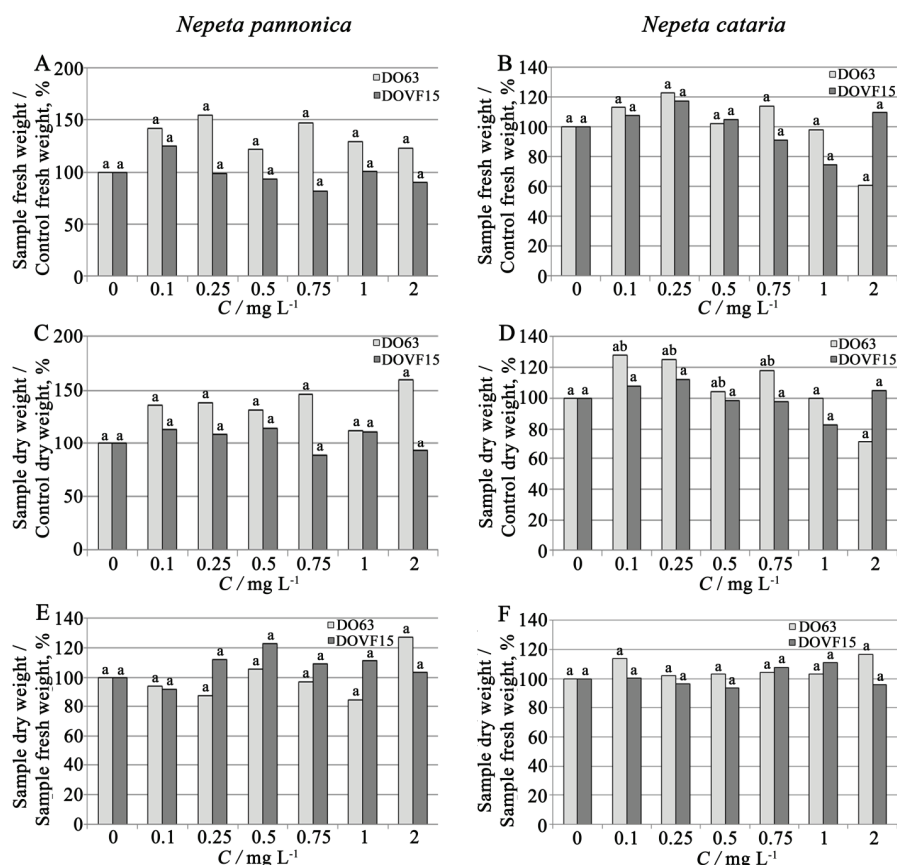 Nepeta pannonica
Nepeta cataria
A
Sample fresh weight /
Control fresh weight, %
200
150
100
50
0
DO63
DOVF15
a a a a a a a a a a a a a a
0 0.1 0.25 0.5 0.75 1 2
C / mg L-1
B
Sample fresh weight /
Control fresh weight, %
140
120
100
80
60
40
20
0
DO63
DOVF15
a a a a a a a a a a a a a a
0 0.1 0.25 0.5 0.75 1 2
C / mg L-1
C
Sample dry weight /
Control dry weight, %
200
150
100
50
0
DO63
DOVF15
a a a a a a a a a a a a a a
0 0.1 0.25 0.5 0.75 1 2
C / mg L-1
D
Sample dry weight /
Control dry weight, %
140
120
100
80
60
40
20
0
DO63
DOVF15
a a ab a ab a ab a ab a a a a a
0 0.1 0.25 0.5 0.75 1 2
C / mg L-1
E
Sample dry weight /
Sample fresh weight, %
140
120
100
80
60
40
20
0
DO63
DOVF15
a a a a a a a a a a a a a a
0 0.1 0.25 0.5 0.75 1 2
C / mg L-1
F
Sample dry weight /
Sample fresh weight, %
140
120
100
80
60
40
20
0
DO63
DOVF15
a a a a a a a a a a a a a a
0 0.1 0.25 0.5 0.75 1 2
C / mg L-1